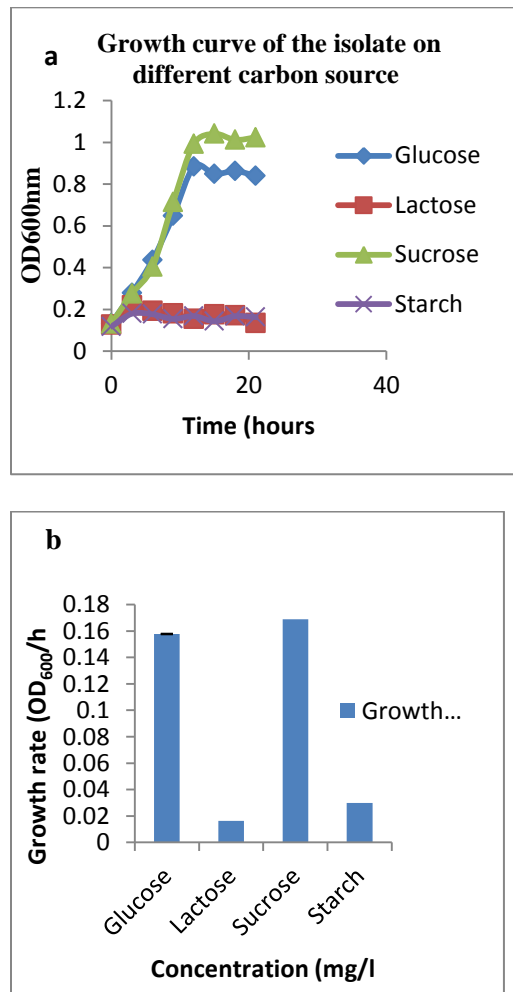 a
Growth curve of the isolate on
different carbon source
1.2
1
0.8
0.6
0.4
0.2
0
OD600nm
0 20 40
Time (hours
Glucose
Lactose
Sucrose
Starch
b
0.18
0.16
0.14
0.12
0.1
0.08
0.06
0.04
0.02
0
Growth rate (OD600/h
Glucose
Lactose
Sucrose
Starch
Concentration (mg/l
Growth...